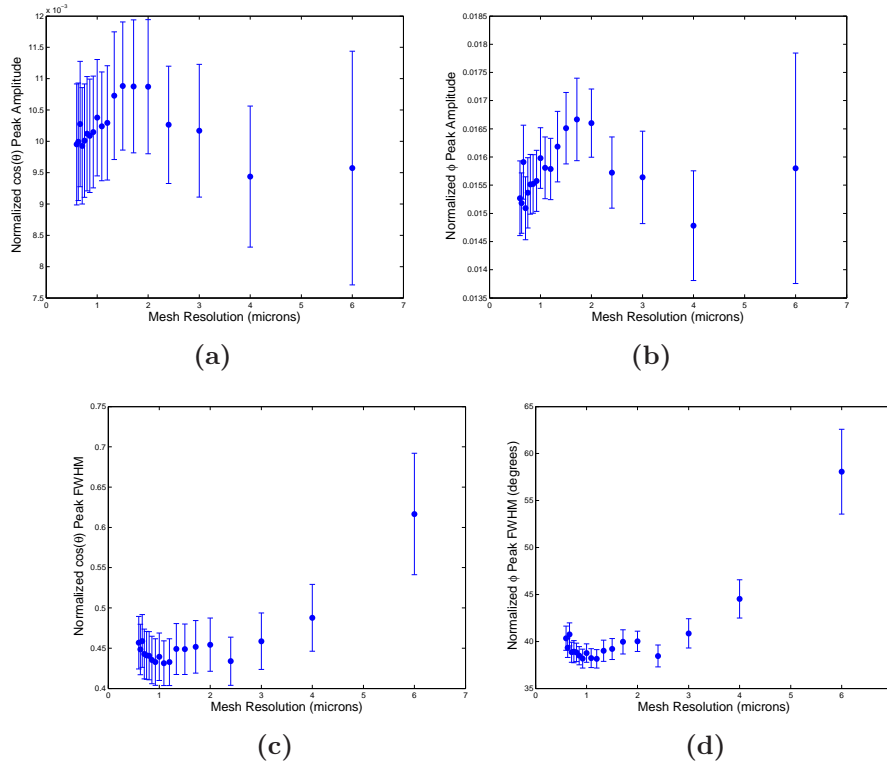 x 10⁻³
12
11.5
11
10.5
10
9.5
9
8.5
8
7.5
0 1 2 3 4 5 6 7
Normalized cos(θ) Peak Amplitude
Mesh Resolution (microns)
(a)
0.0185
0.018
0.0175
0.017
0.0165
0.016
0.0155
0.015
0.0145
0.014
0.0135
0 1 2 3 4 5 6 7
Normalized ϕ Peak Amplitude
Mesh Resolution (microns)
(b)
0.75
0.7
0.65
0.6
0.55
0.5
0.45
0.4
0 1 2 3 4 5 6 7
Normalized cos(θ) Peak FWHM
Mesh Resolution (microns)
(c)
65
60
55
50
45
40
35
0 1 2 3 4 5 6
Normalized ϕ Peak FWHM (degrees)
Mesh Resolution (microns)
(d)